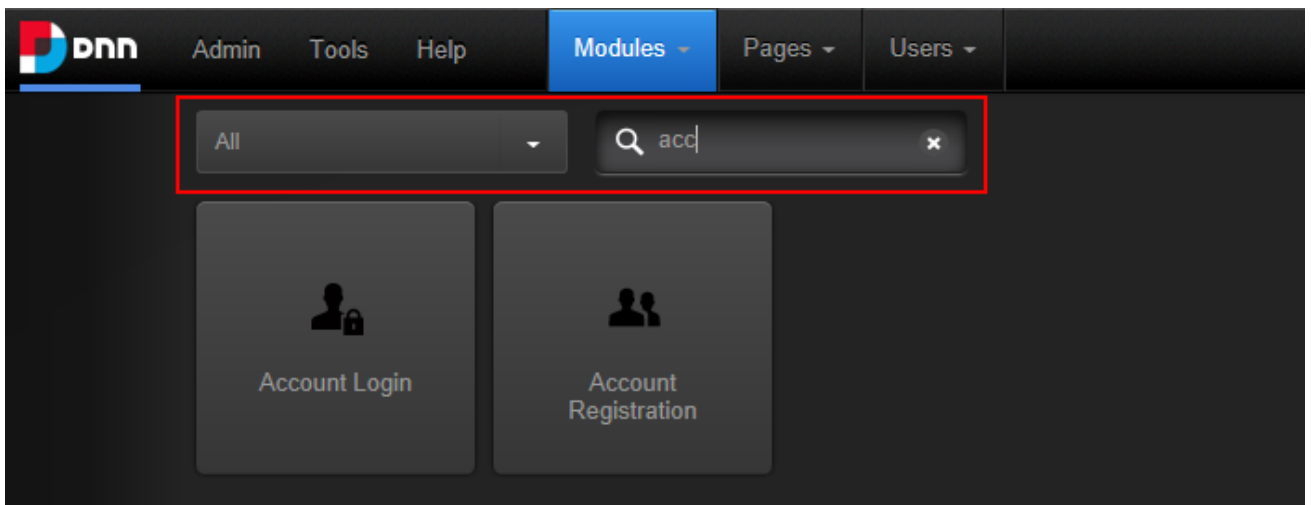 DNN Admin Tools Help Modules Pages Users
All acc
Account Login Account
Registration